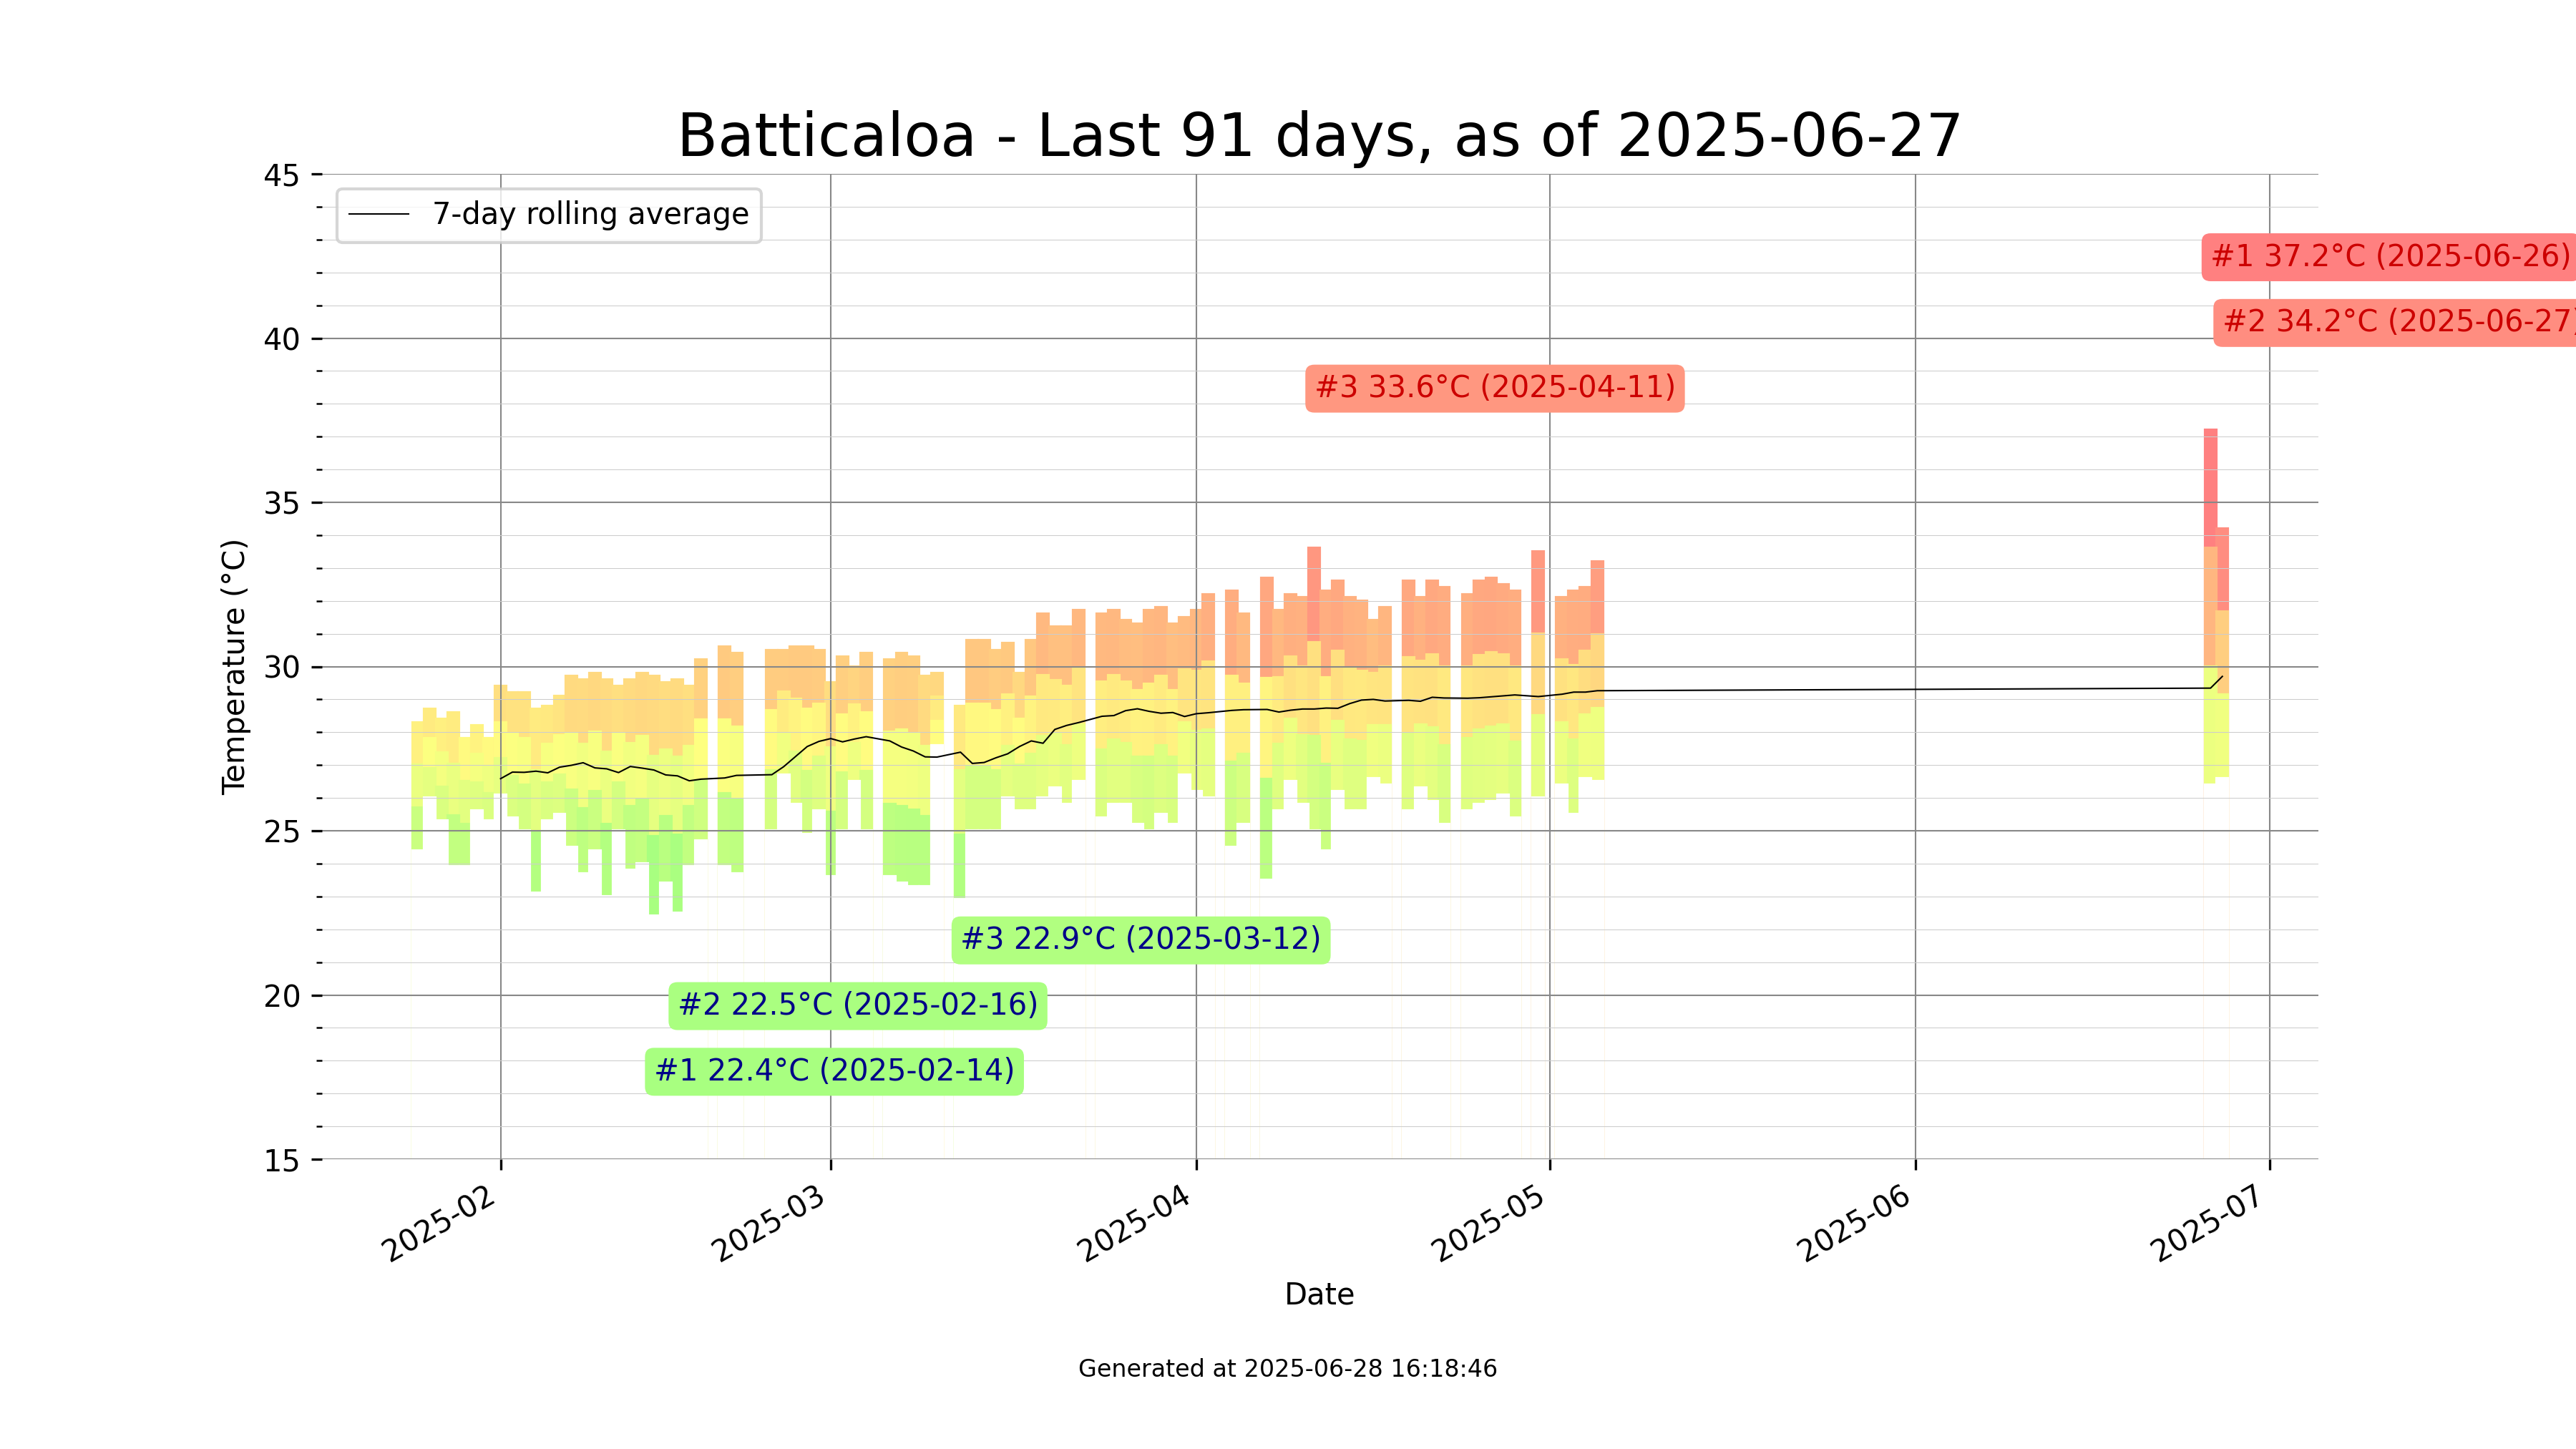 Batticaloa - Last 91 days, as of 2025-06-27
7-day rolling average
45
40
35
30
25
20
15
Temperature (°C)
#1 37.2°C (2025-06-26)
#2 34.2°C (2025-06-27)
#3 33.6°C (2025-04-11)
#3 22.9°C (2025-03-12)
#2 22.5°C (2025-02-16)
#1 22.4°C (2025-02-14)
2025-02
2025-03
2025-04
2025-05
2025-06
2025-07
Date
Generated at 2025-06-28 16:18:46